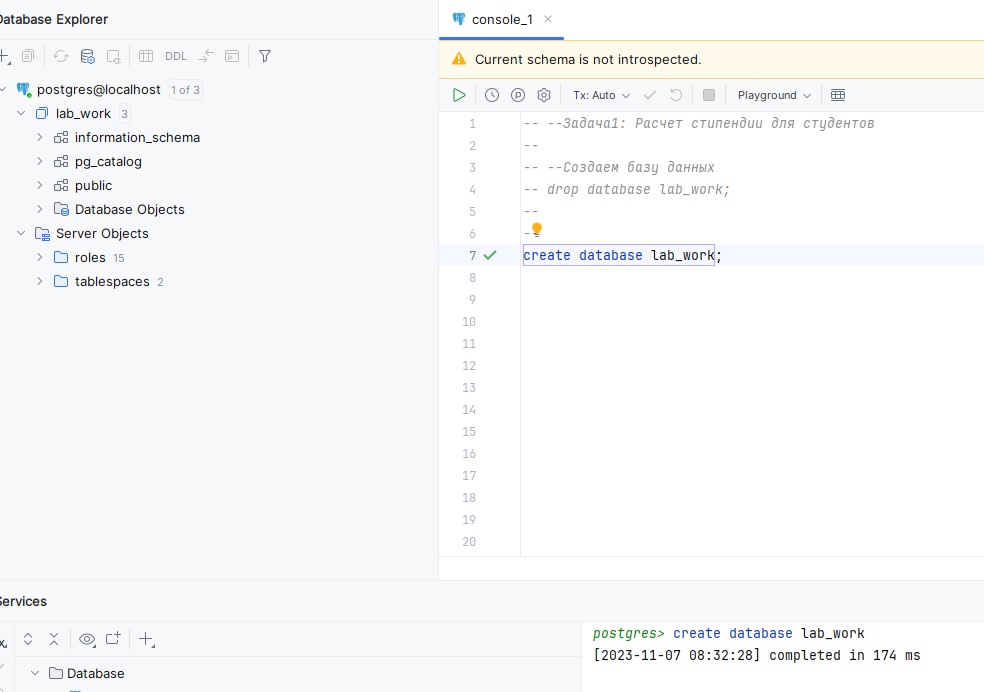 Database Explorer
console_1
Current schema is not introspected.
DDL
Tx: Auto
Playground
postgres@localhost 1 of 3
lab_work 3
information_schema
pg_catalog
public
Database Objects
Server Objects
roles 15
tablespaces 2
1 -- --Задача1: Расчет стипендии для студентов
2 --
3 -- --Создаем базу данных
4 -- drop database lab_work;
5 --
6 -
7 create database lab_work;
8
9
10
11
12
13
14
15
16
17
18
19
20
Services
Database
postgres> create database lab_work
[2023-11-07 08:32:28] completed in 174 ms